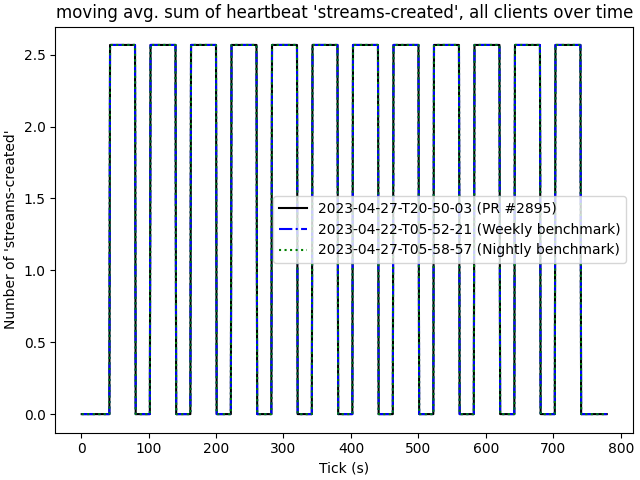 moving avg. sum of heartbeat 'streams-created', all clients over time
Number of 'streams-created'
2.5
2.0
1.5
1.0
0.5
0.0
2023-04-27-T20-50-03 (PR #2895)
2023-04-22-T05-52-21 (Weekly benchmark)
2023-04-27-T05-58-57 (Nightly benchmark)
0 100 200 300 400 500 600 700 800
Tick (s)